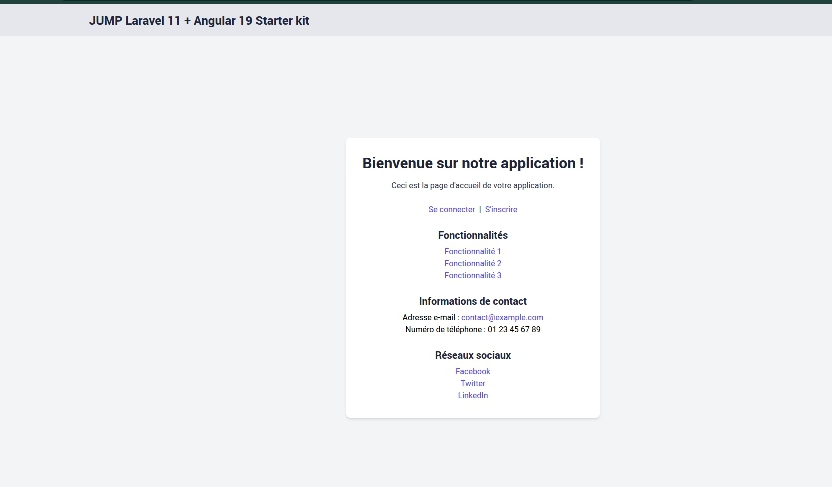 JUMP Laravel 11 + Angular 19 Starter kit
Bienvenue sur notre application !
Ceci est la page d'accueil de votre application.
Se connecter | S'inscrire
Fonctionnalités
Fonctionnalité 1
Fonctionnalité 2
Fonctionnalité 3
Informations de contact
Adresse e-mail : contact@example.com
Numéro de téléphone : 01 23 45 67 89
Réseaux sociaux
Facebook
Twitter
LinkedIn